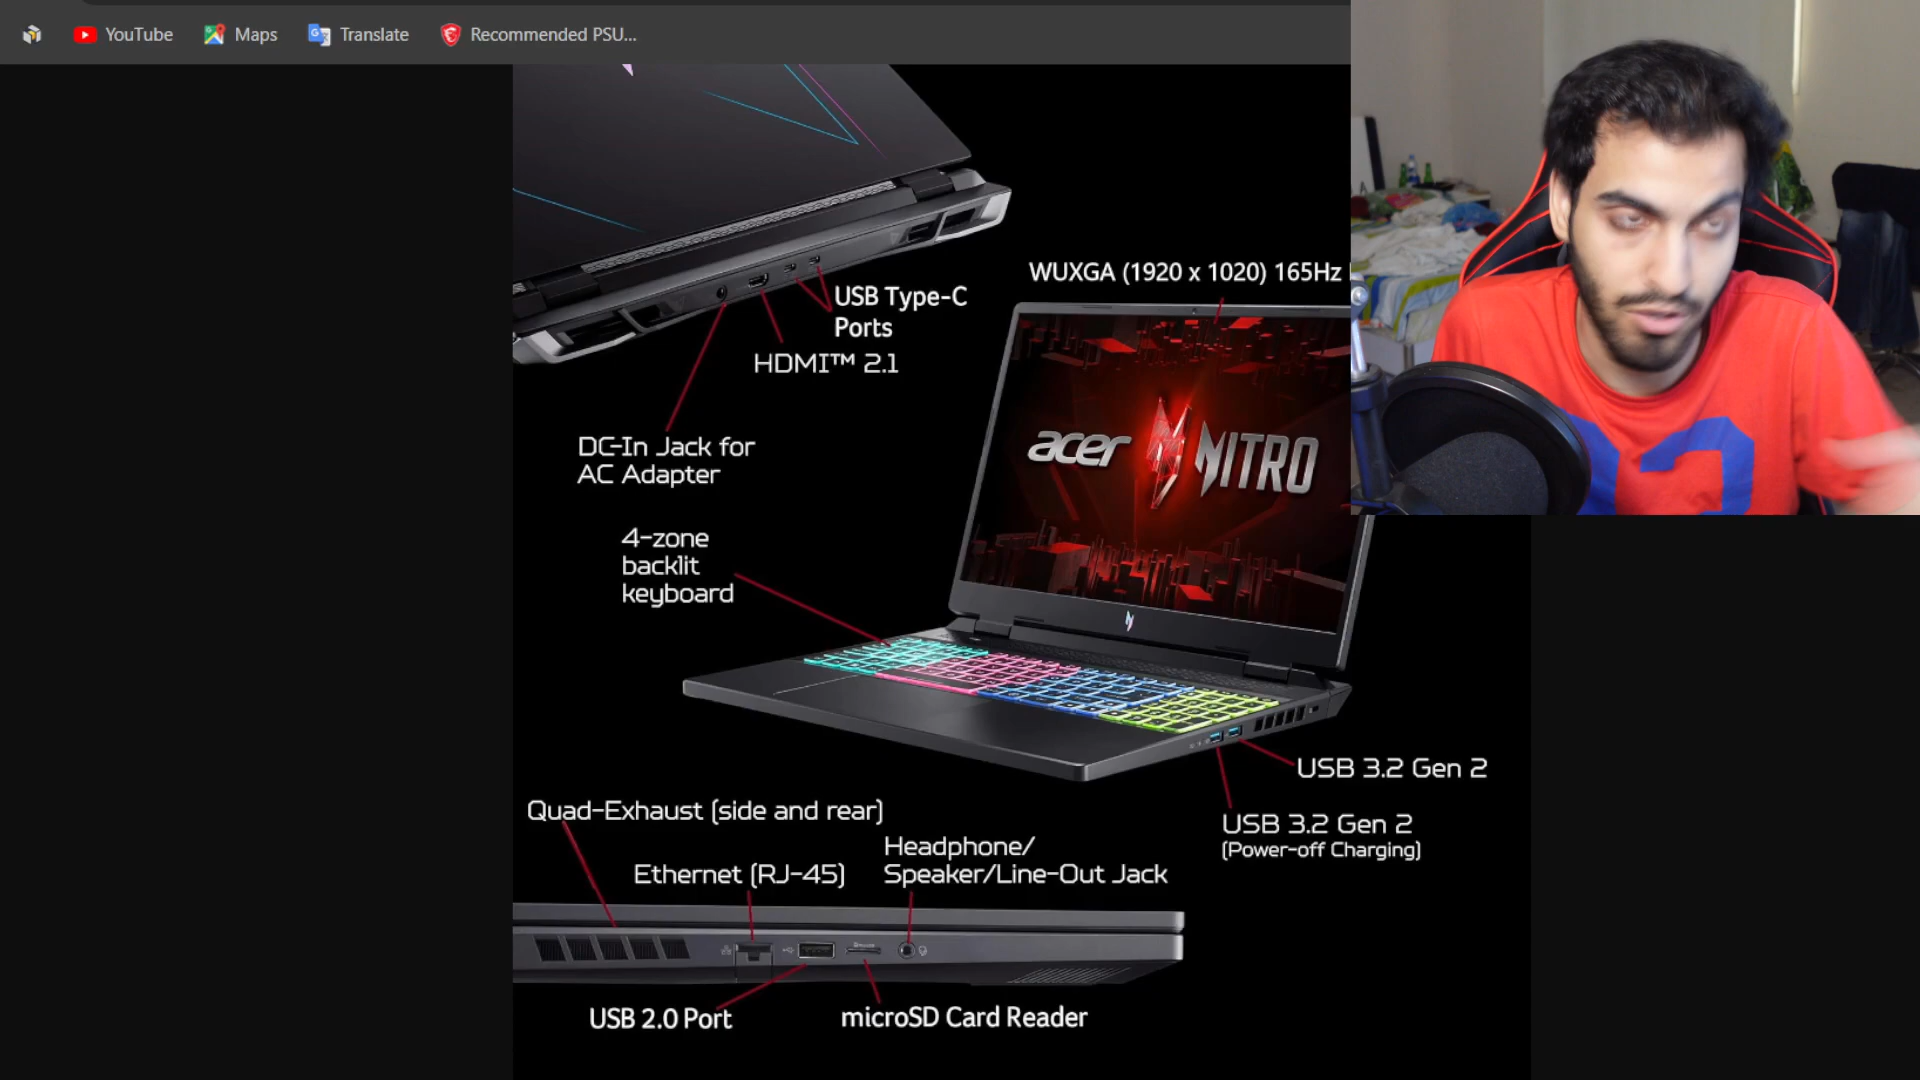 YouTube
Maps
Translate
Recommended PSU...
USB Type-C
Ports
HDMI™ 2.1
WUXGA (1920 x 1020) 165Hz
DC-In Jack for
AC Adapter
acer NITRO
4-zone
backlit
keyboard
USB 3.2 Gen 2
USB 3.2 Gen 2
(Power-off Charging)
Quad-Exhaust (side and rear)
Headphone/
Speaker/Line-Out Jack
Ethernet (RJ-45)
USB 2.0 Port
microSD Card Reader